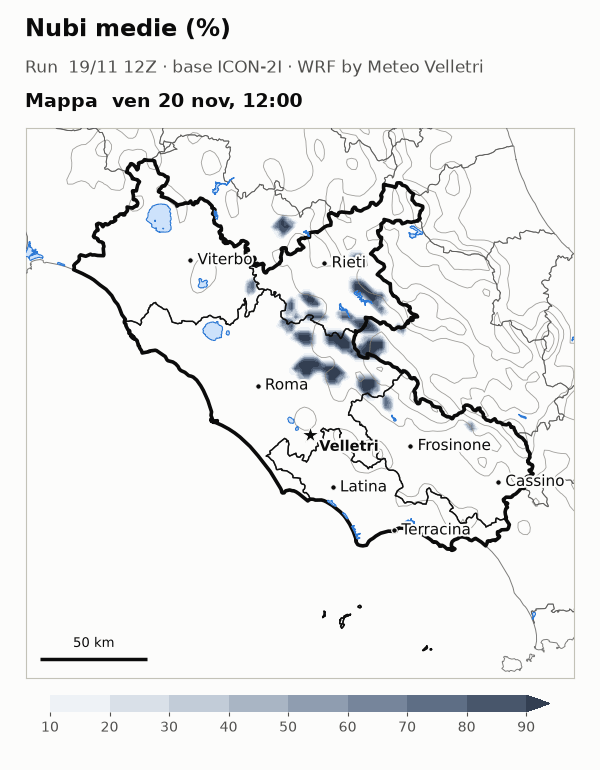 Nubi medie (%)
Run 19/11 12Z · base ICON-2I · WRF by Meteo Velletri
Mappa ven 20 nov, 12:00
Viterbo
Rieti
Roma
Velletri
Frosinone
Latina
Cassino
Terracina
50 km
10 20 30 40 50 60 70 80 90